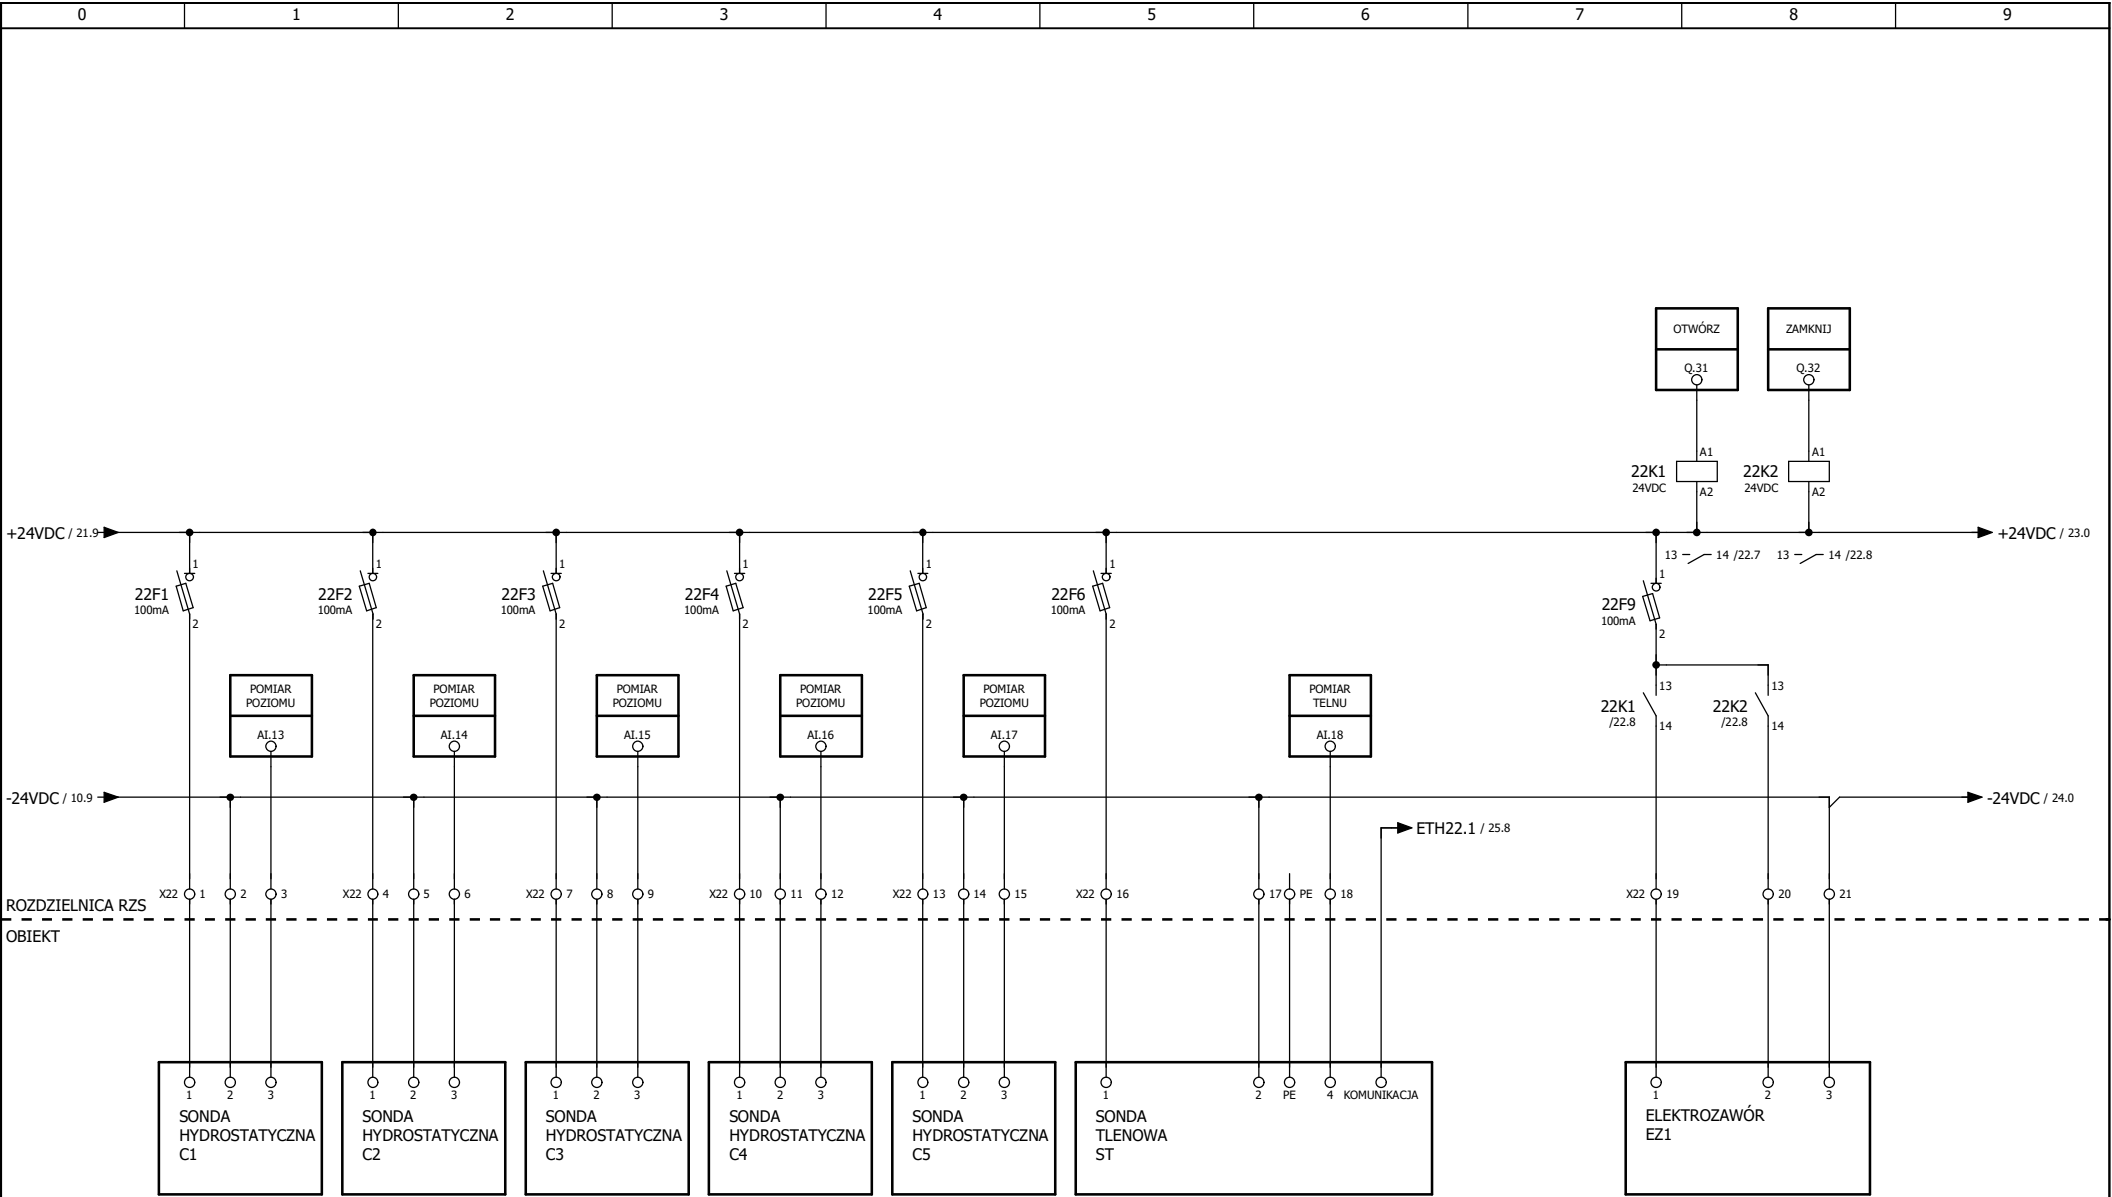 0 1 2 3 4 5 6 7 8 9
OTWÓRZ ZAMKNIJ
Q.31 Q.32
A1 A1
22K1 22K2
24VDC 24VDC
A2 A2
+24VDC / 21.9 +24VDC / 23.0
13 14 /22.7 13 14 /22.8
1 1 1 1 1 1 1
22F1 22F2 22F3 22F4 22F5 22F6 22F9
100mA 100mA 100mA 100mA 100mA 100mA 100mA
2 2 2 2 2 2 2
POMIAR POMIAR POMIAR POMIAR POMIAR POMIAR
POZIOMU POZIOMU POZIOMU POZIOMU POZIOMU TELNU
13 13
22K1 22K2
/22.8 /22.8
14 14
AI.13 AI.14 AI.15 AI.16 AI.17 AI.18
-24VDC / 10.9 -24VDC / 24.0
ETH22.1 / 25.8
X22 1 2 3 X22 4 5 6 X22 7 8 9 X22 10 11 12 X22 13 14 15 X22 16 17 PE 18 X22 19 20 21
ROZDZIELNICA RZS
OBIEKT
1 2 3 1 2 3 1 2 3 1 2 3 1 2 3 1 2 PE 4 KOMUNIKACJA 1 2 3
SONDA SONDA SONDA SONDA SONDA SONDA ELEKTROZAWÓR
HYDROSTATYCZNA HYDROSTATYCZNA HYDROSTATYCZNA HYDROSTATYCZNA HYDROSTATYCZNA TLENOWA EZ1
C1 C2 C3 C4 C5 ST